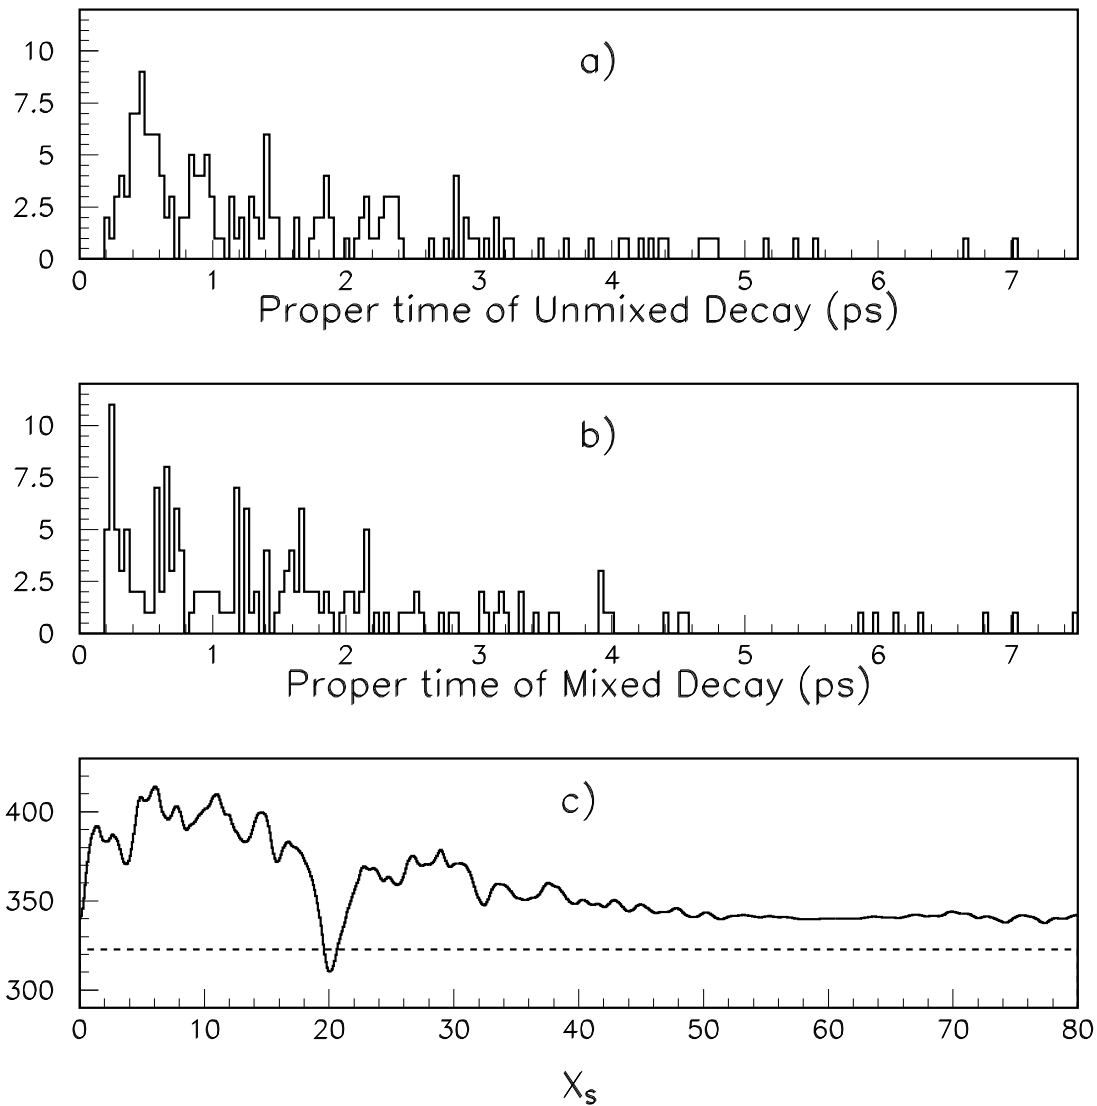 a)
10
7.5
5
2.5
0
0 1 2 3 4 5 6 7
Proper time of Unmixed Decay (ps)
b)
10
7.5
5
2.5
0
0 1 2 3 4 5 6 7
Proper time of Mixed Decay (ps)
c)
400
350
300
0 10 20 30 40 50 60 70 80
Xs